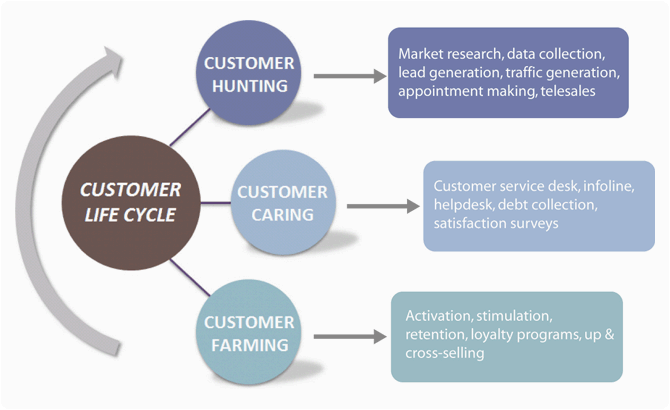 CUSTOMER
HUNTING
Market research, data collection,
lead generation, traffic generation,
appointment making, telesales
CUSTOMER
LIFE CYCLE
CUSTOMER
CARING
Customer service desk, infoline,
helpdesk, debt collection,
satisfaction surveys
CUSTOMER
FARMING
Activation, stimulation,
retention, loyalty programs, up &
cross-selling